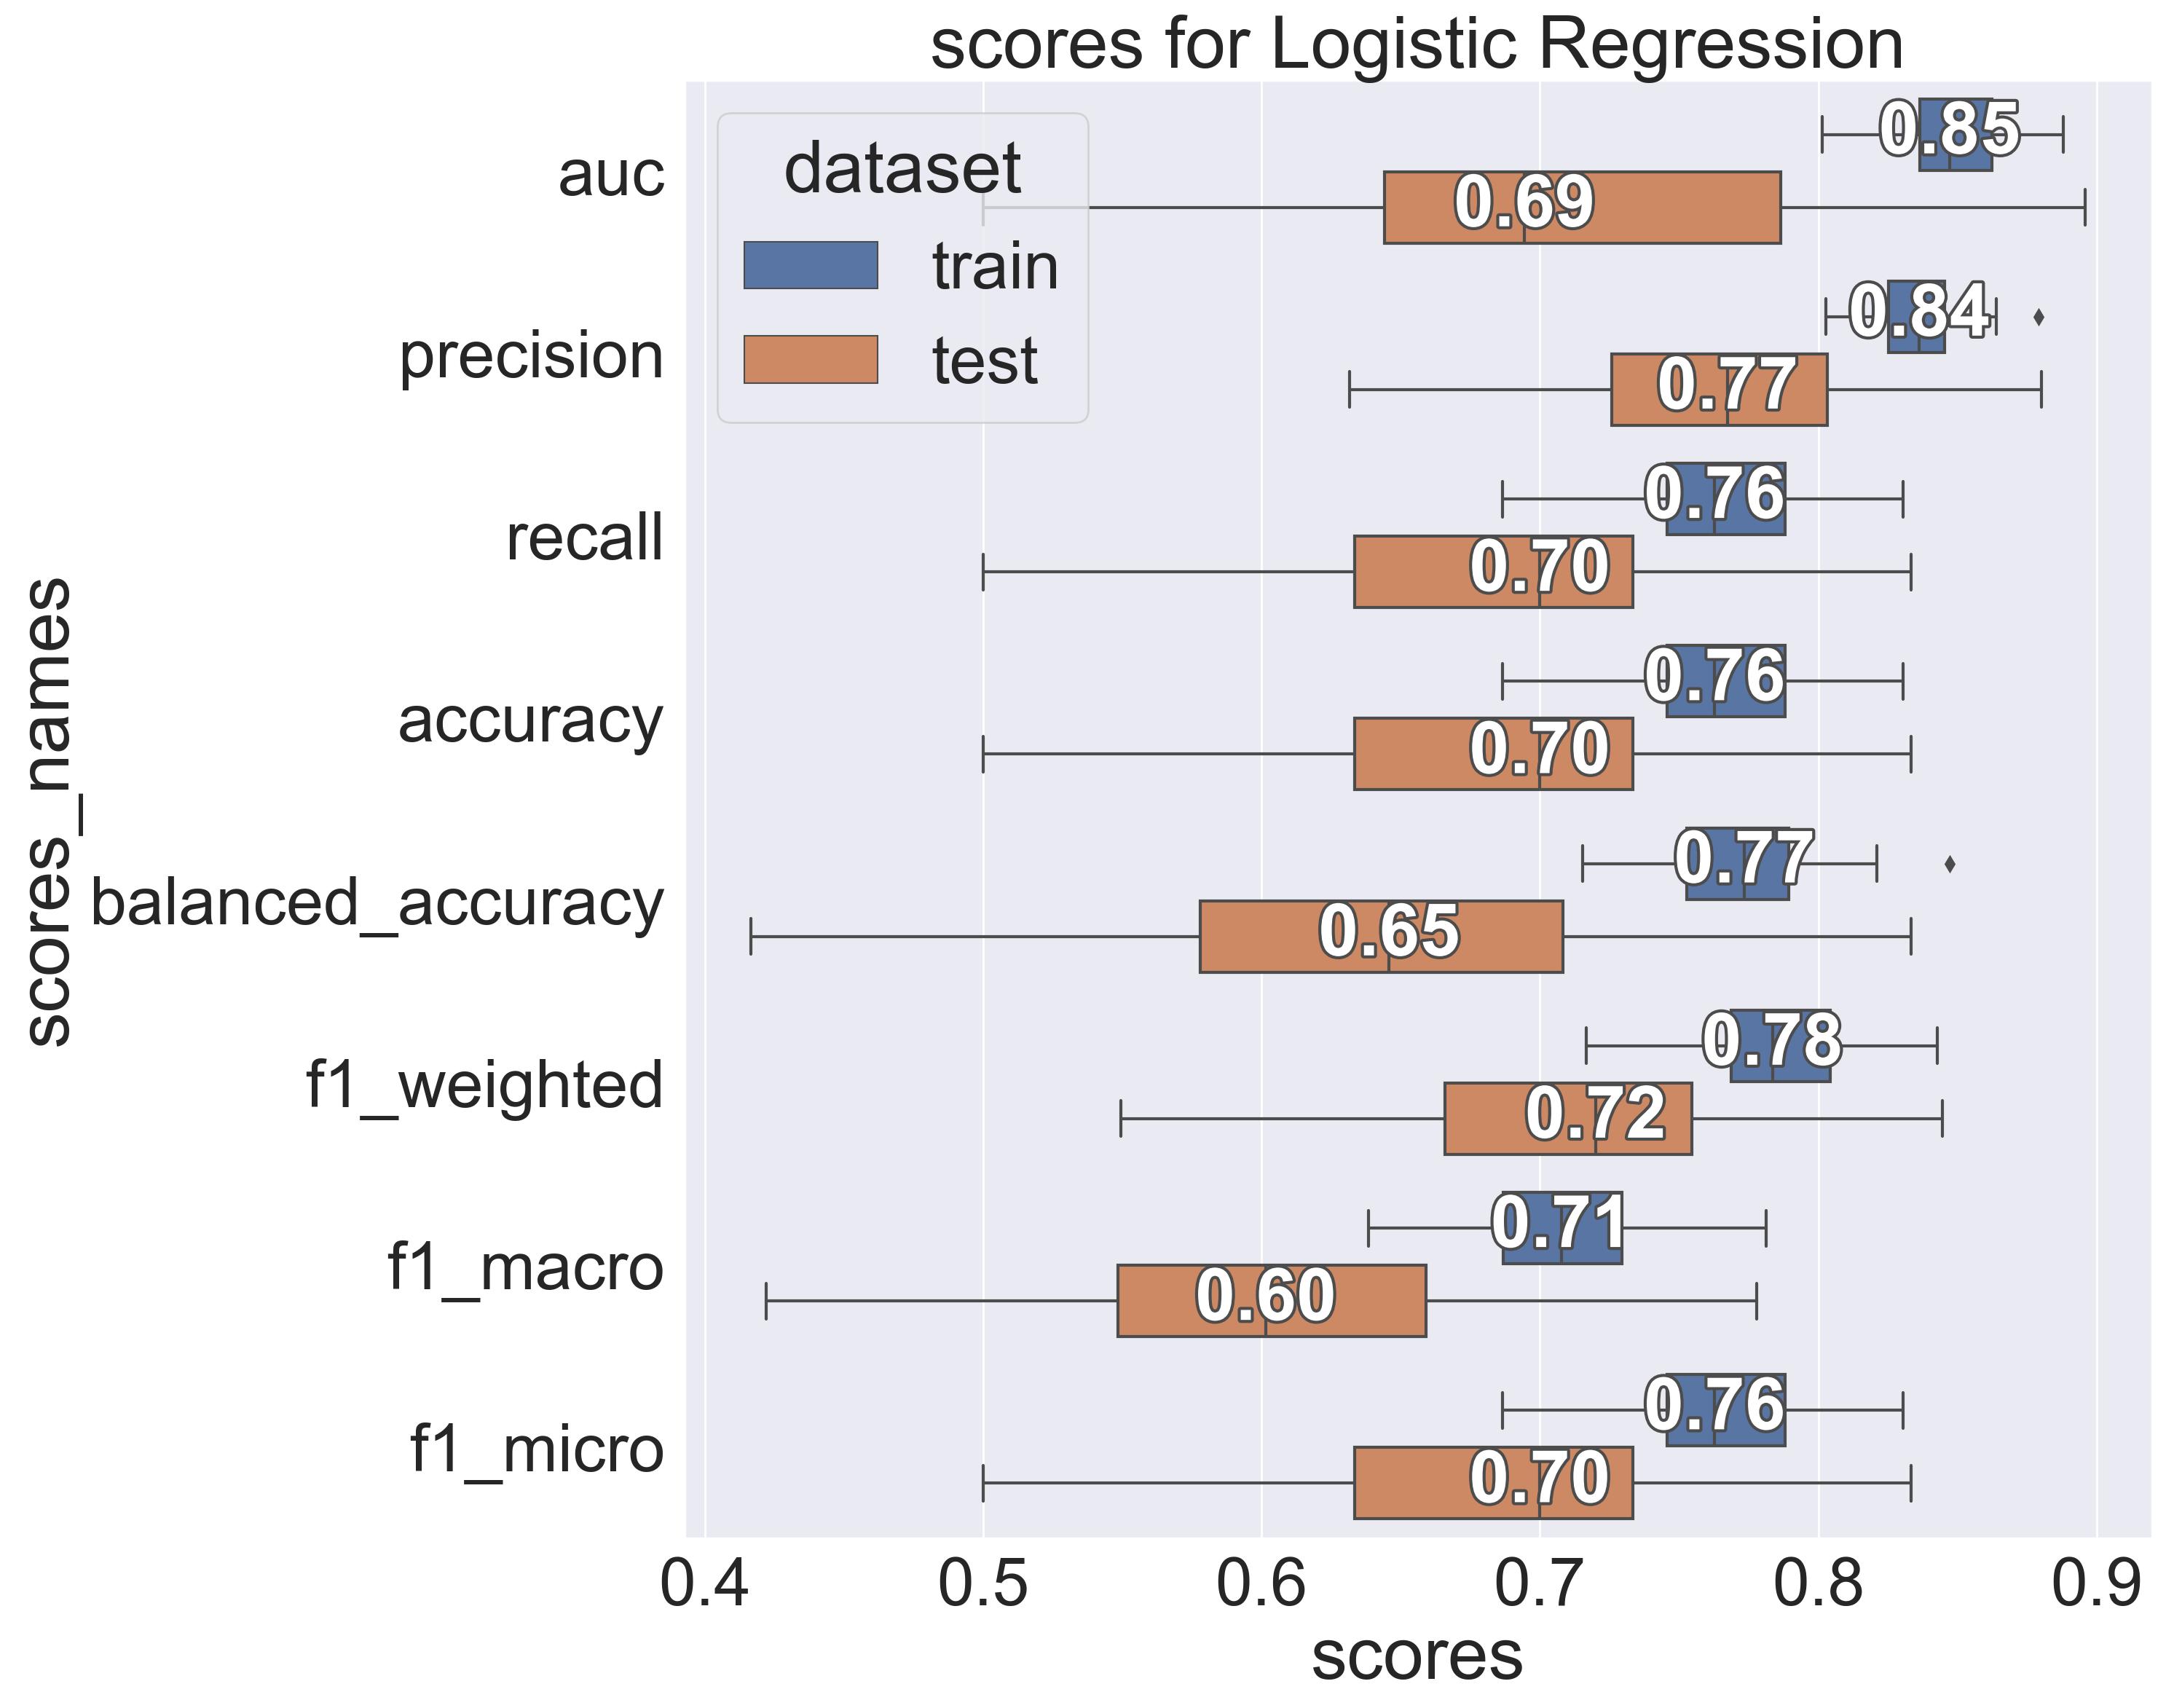 scores for Logistic Regression
dataset
train
test
scores_names
auc
0.85
0.69
precision
0.84
0.77
recall
0.76
0.70
accuracy
0.76
0.70
balanced_accuracy
0.77
0.65
f1_weighted
0.78
0.72
f1_macro
0.71
0.60
f1_micro
0.76
0.70
0.4 0.5 0.6 0.7 0.8 0.9
scores